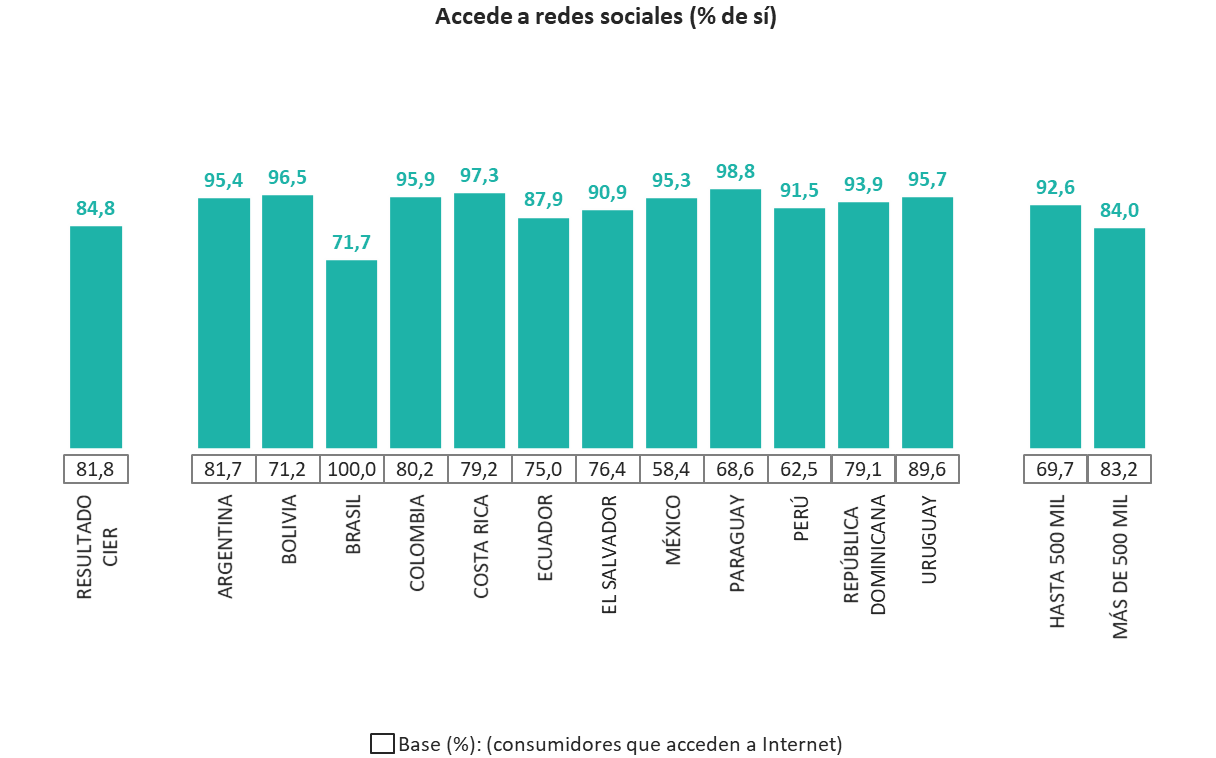 Accede a redes sociales (% de sí)
84,8
95,4
96,5
71,7
95,9
97,3
87,9
90,9
95,3
98,8
91,5
93,9
95,7
92,6
84,0
81,8
81,7
71,2
100,0
80,2
79,2
75,0
76,4
58,4
68,6
62,5
79,1
89,6
69,7
83,2
RESULTADO
CIER
ARGENTINA
BOLIVIA
BRASIL
COLOMBIA
COSTA RICA
ECUADOR
EL SALVADOR
MÉXICO
PARAGUAY
PERÚ
REPÚBLICA
DOMINICANA
URUGUAY
HASTA 500 MIL
MÁS DE 500 MIL
Base (%): (consumidores que acceden a Internet)